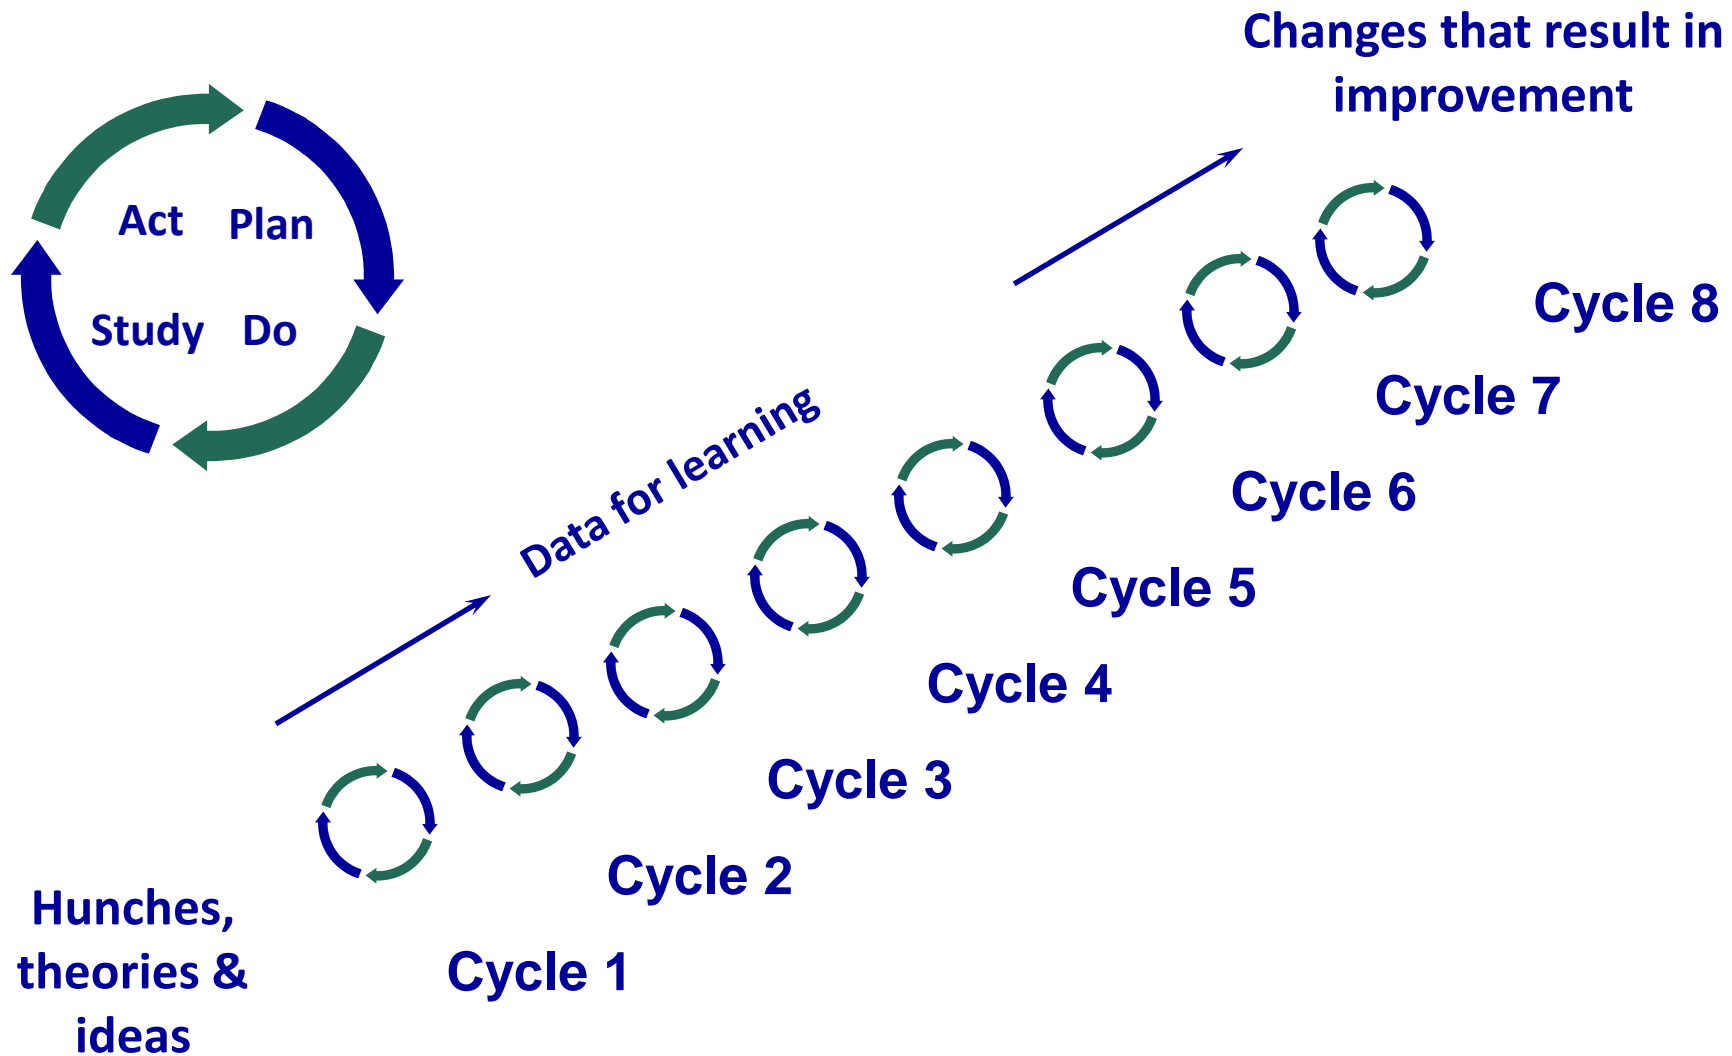 Changes that result in
improvement
Act Plan
Study Do
Data for learning
Cycle 8
Cycle 7
Cycle 6
Cycle 5
Cycle 4
Cycle 3
Cycle 2
Cycle 1
Hunches,
theories &
ideas